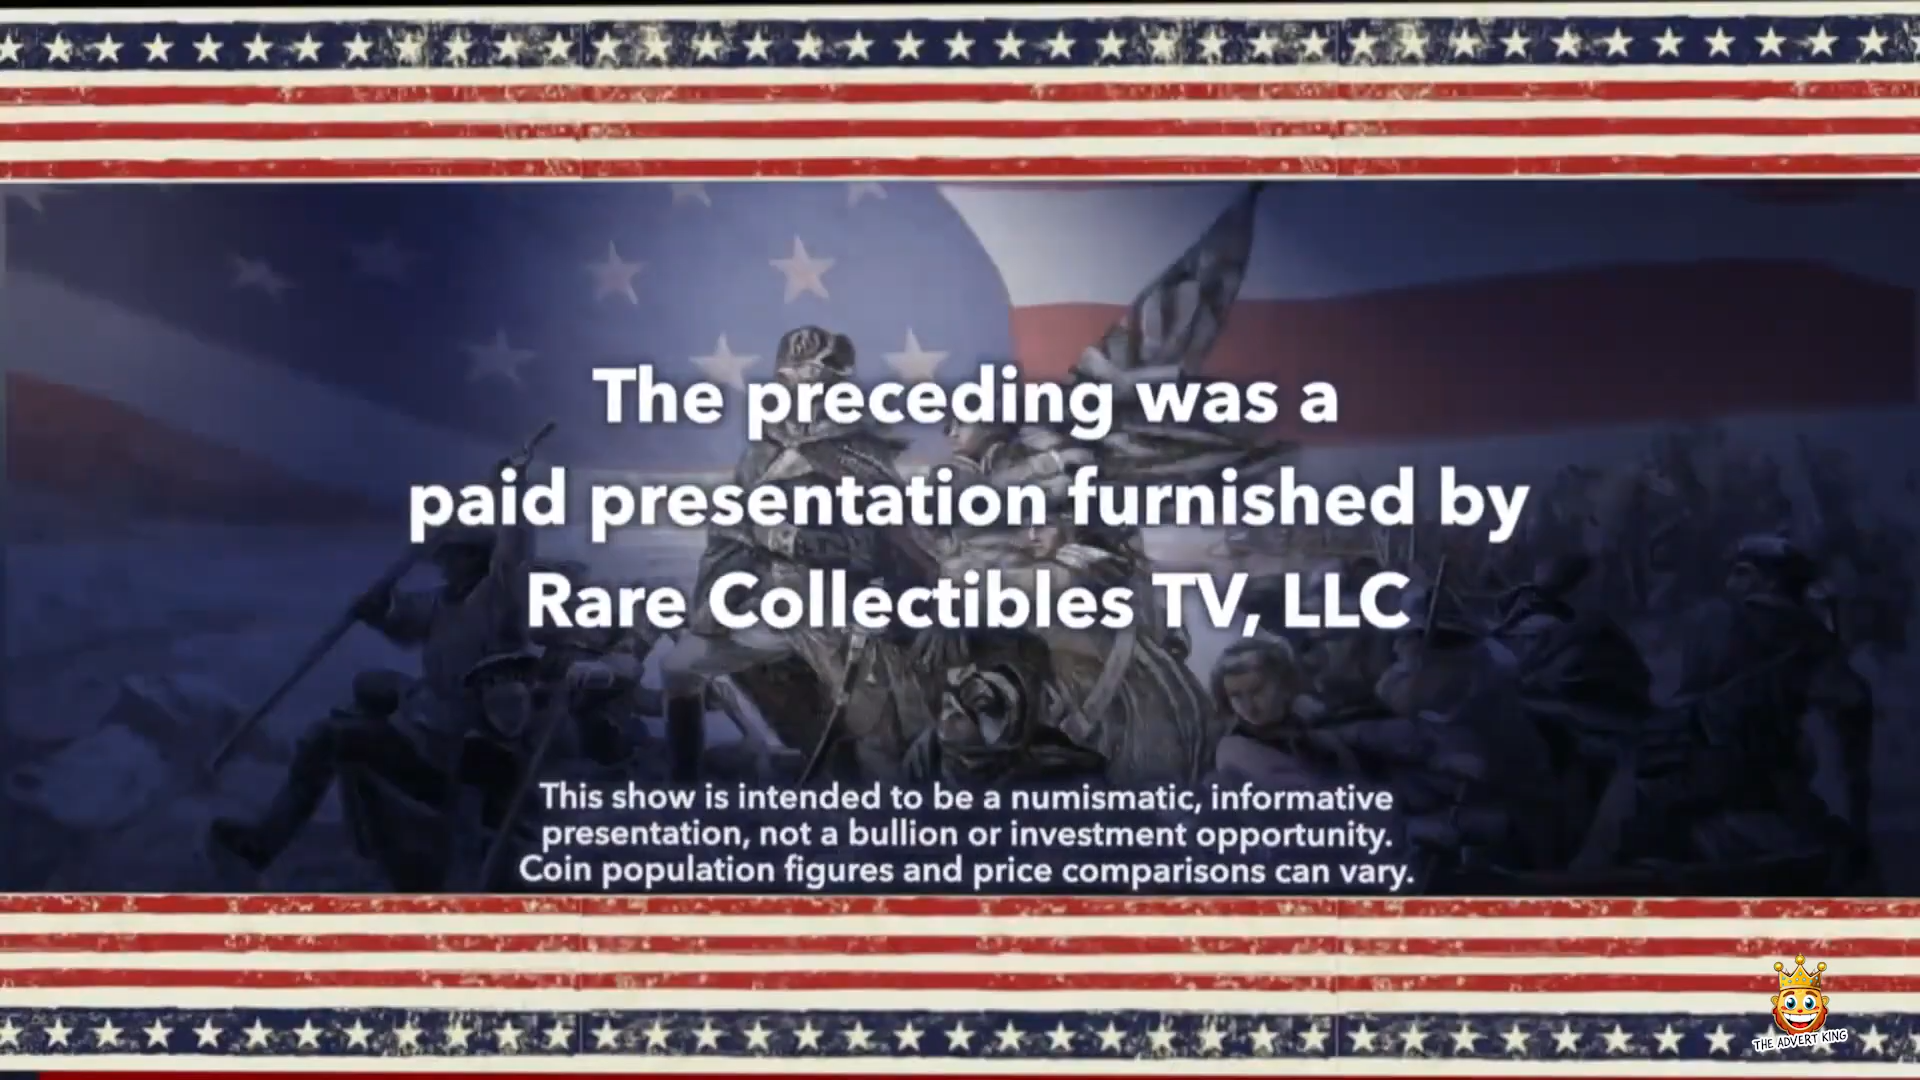 The preceding was a
paid presentation furnished by
Rare Collectibles TV, LLC
This show is intended to be a numismatic, informative
presentation, not a bullion or investment opportunity.
Coin population figures and price comparisons can vary.
THE ADVERT KING